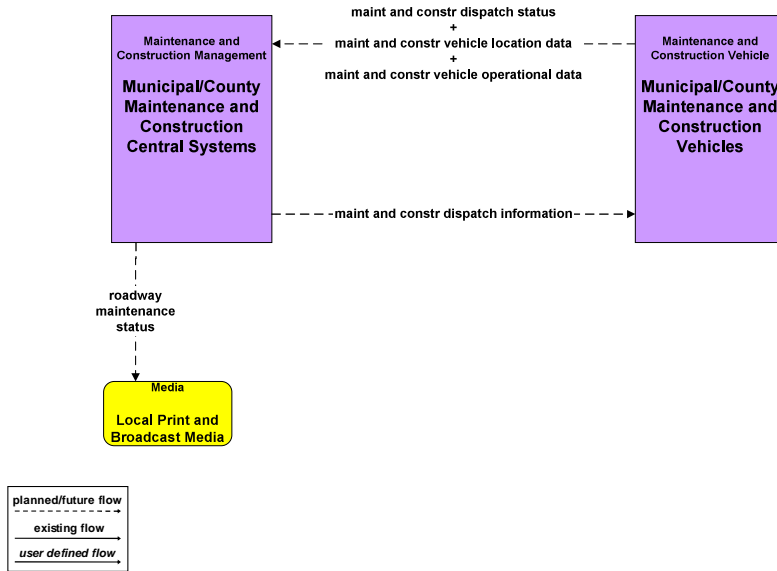 maint and constr dispatch status
+
maint and constr vehicle location data
+
maint and constr vehicle operational data
Maintenance and
Construction Management
Municipal/County
Maintenance and
Construction
Central Systems
Maintenance and
Construction Vehicle
Municipal/County
Maintenance and
Construction
Vehicles
maint and constr dispatch information
roadway
maintenance
status
Media
Local Print and
Broadcast Media
planned/future flow
existing flow
user defined flow